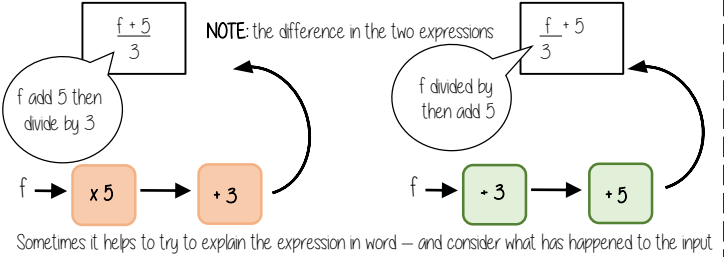 f + 5
3
NOTE: the difference in the two expressions
f + 5
3
f add 5 then
divide by 3
f divided by
then add 5
f
x 5
÷ 3
f
÷ 3
+ 5
Sometimes it helps to try to explain the expression in word – and consider what has happened to the input